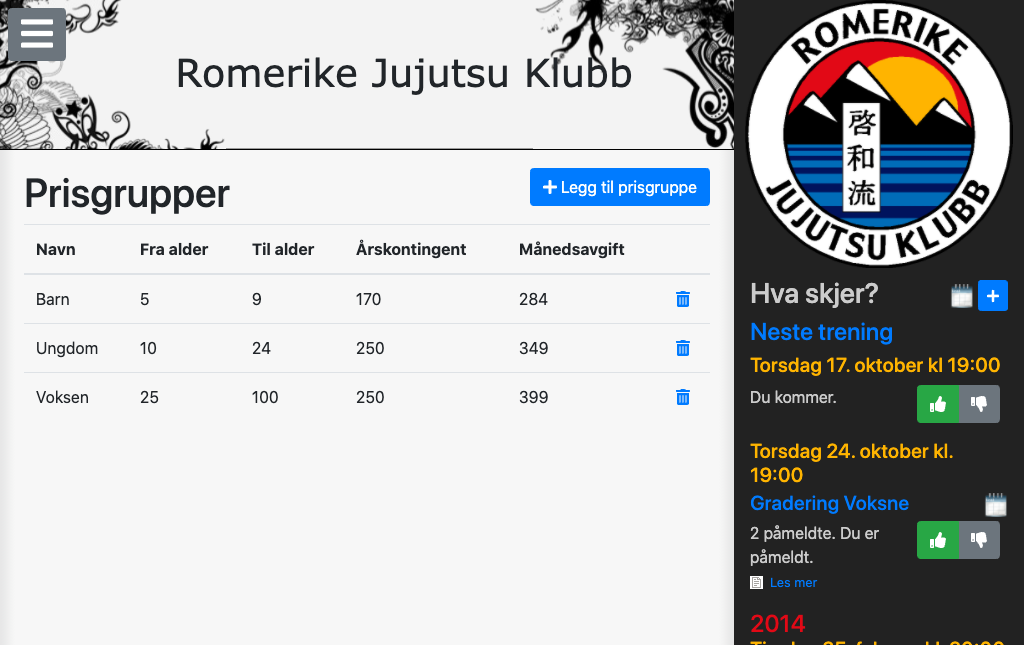 Romerike Jujutsu Klubb
Prisgrupper
Legg til prisgruppe
Navn Fra alder Til alder Årskontingent Månedsavgift
Barn 5 9 170 284
Ungdom 10 24 250 349
Voksen 25 100 250 399
ROMERIKE
啓和流
JUJUTSU KLUBB
Hva skjer?
Neste trening
Torsdag 17. oktober kl 19:00
Du kommer.
Torsdag 24. oktober kl.
19:00
Gradering Voksne
2 påmeldte. Du er
påmeldt.
Les mer
2014